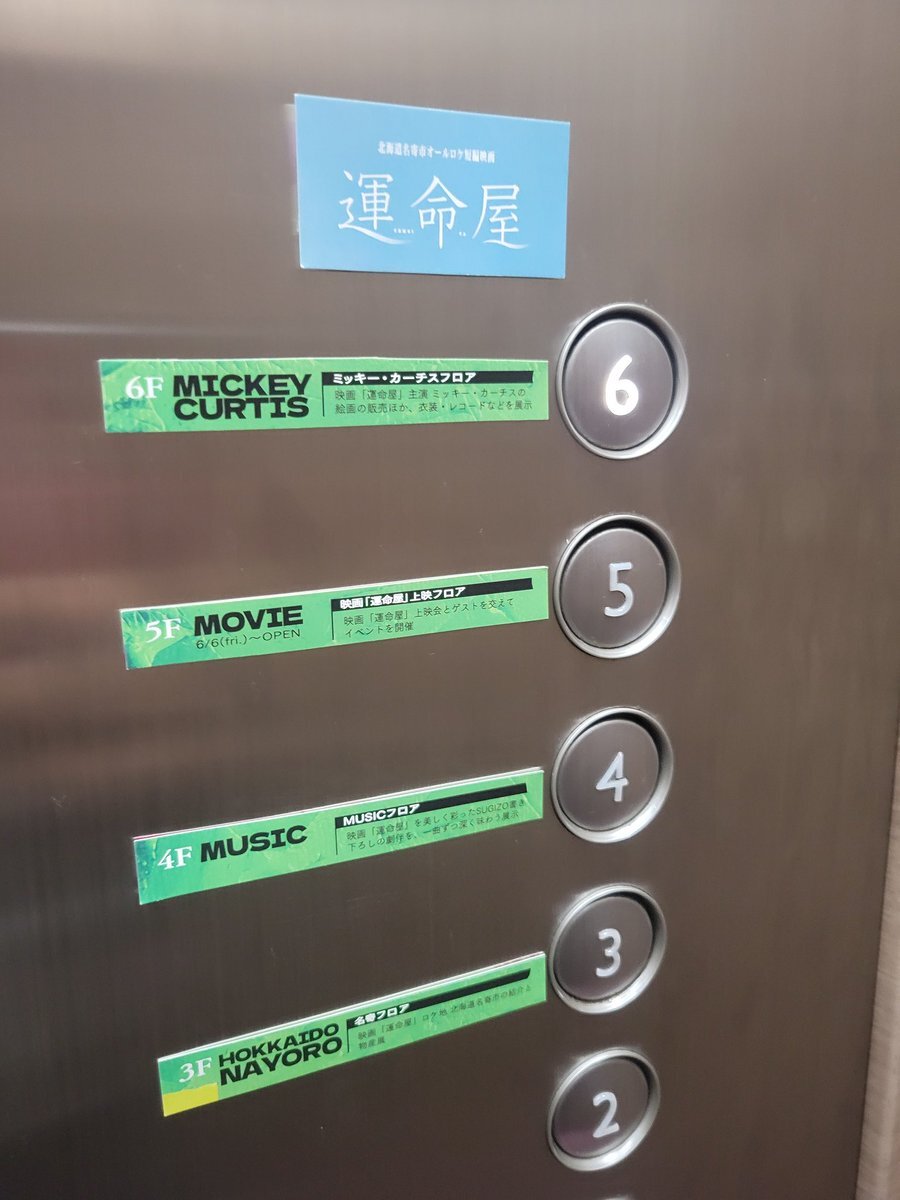 北海道名寄市オールロケ短編映画
運命屋
6F MICKEY CURTIS
ミッキー・カーチスフロア
映画「運命屋」主演 ミッキー・カーチスの
絵画の販売ほか、衣装・レコードなどを展示
6
5F MOVIE
6/6(fri.)〜OPEN
映画「運命屋」上映フロア
映画「運命屋」上映会とゲストを交えて
イベントを開催
5
4F MUSIC
MUSICフロア
映画「運命屋」を美しく彩ったSUGIZO書き
下ろしの劇伴を、一曲ずつ深く味わう展示
4
3
3F HOKKAIDO NAYORO
名寄フロア
映画「運命屋」ロケ地 北海道名寄市の紹介と
物産展
2